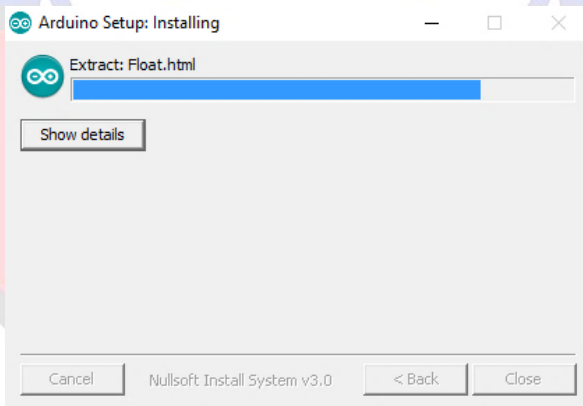 Arduino Setup: Installing
Extract: Float.html
Show details
Cancel
Nullsoft Install System v3.0
< Back
Close